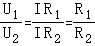 U₁/U₂ = IR₁/IR₂ = R₁/R₂